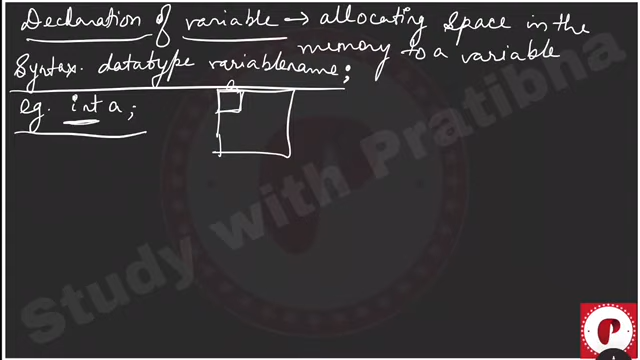 Declaration of variable → allocating space in the
memory to a variable
Syntax. datatype variablename;
eg. int a;
a
Study with Pratibha
P